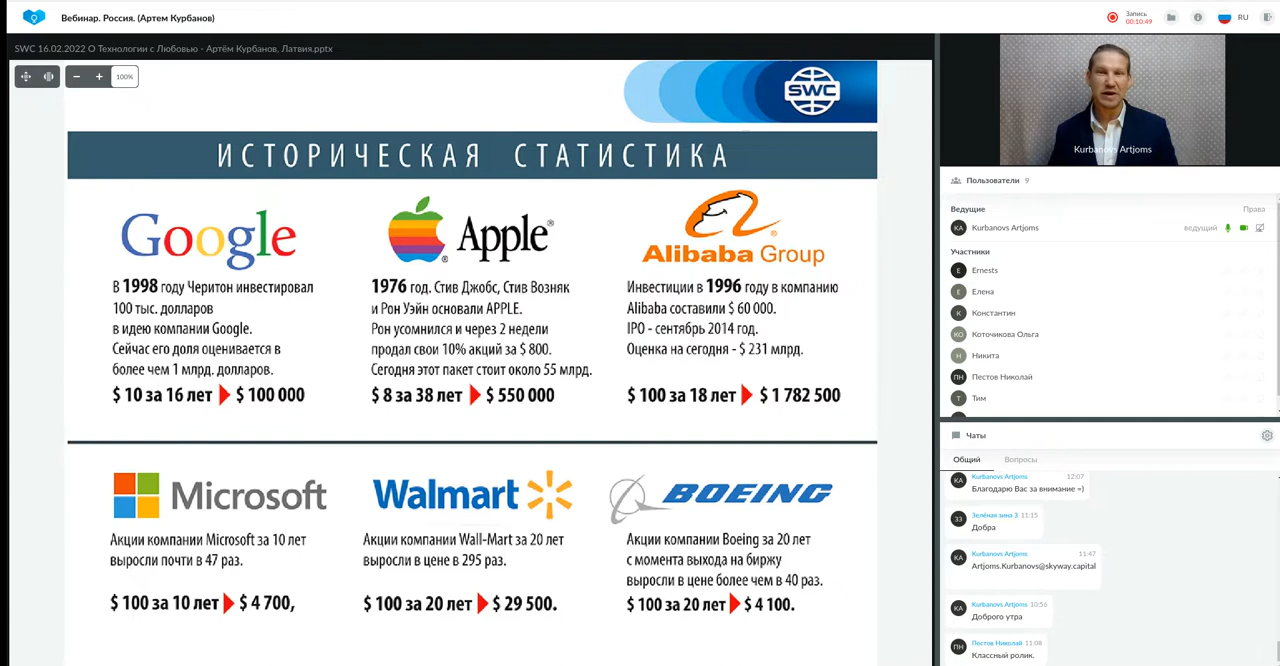 Вебинар. Россия. (Артем Курбанов)
Запись
00:10:49
RU
SWC 16.02.2022 О Технологии с Любовью - Артём Курбанов, Латвия.pptx
100%
SWC
ИСТОРИЧЕСКАЯ СТАТИСТИКА
Google
В 1998 году Черитон инвестировал
100 тыс. долларов
в идею компании Google.
Сейчас его доля оценивается в
более чем 1 млрд. долларов.
$ 10 за 16 лет $ 100 000
Apple®
1976 год. Стив Джобс, Стив Возняк
и Рон Уэйн основали APPLE.
Рон усомнился и через 2 недели
продал свои 10% акций за $ 800.
Сегодня этот пакет стоит около 55 млрд.
$ 8 за 38 лет $ 550 000
Alibaba Group
Инвестиции в 1996 году в компанию
Alibaba составили $ 60 000.
IPO - сентябрь 2014 год.
Оценка на сегодня - $ 231 млрд.
$ 100 за 18 лет $ 1 782 500
Microsoft
Акции компании Microsoft за 10 лет
выросли почти в 47 раз.
$ 100 за 10 лет $ 4 700,
Walmart
Акции компании Wall-Mart за 20 лет
выросли в цене в 295 раз.
$ 100 за 20 лет $ 29 500.
BOEING
Акции компании Boeing за 20 лет
с момента выхода на биржу
выросли в цене более чем в 40 раз.
$ 100 за 20 лет $ 4 100.
Kurbanovs Artjoms
Пользователи 9
Ведущие Права
KA Kurbanovs Artjoms ведущий
Участники
E Ernests
Е Елена
К Константин
КО Коточикова Ольга
Н Никита
ПН Пестов Николай
Т Тим
Чаты
Общий Вопросы
KA Kurbanovs Artjoms 12:07
Благодарю Вас за внимание =)
ЗЗ Зелёная зина З 11:15
Добра
KA Kurbanovs Artjoms 11:47
Artjoms.Kurbanovs@skyway.capital
KA Kurbanovs Artjoms 10:56
Доброго утра
ПН Пестов Николай 11:08
Классный ролик.